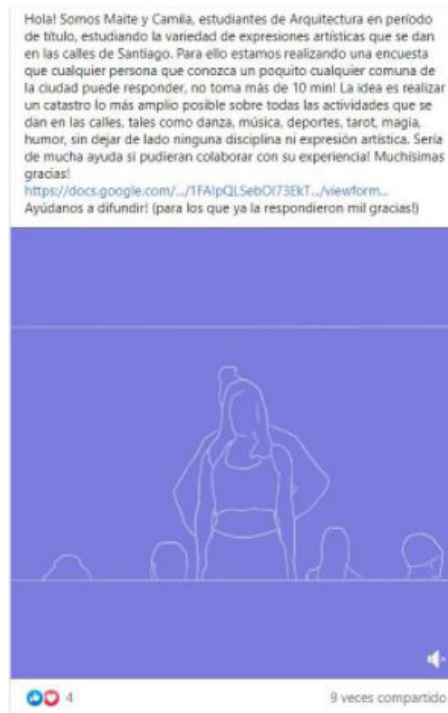 Hola! Somos Maite y Camila, estudiantes de Arquitectura en período
de título, estudiando la variedad de expresiones artísticas que se dan
en las calles de Santiago. Para ello estamos realizando una encuesta
que cualquier persona que conozca un poquito cualquier comuna de
la ciudad puede responder, no toma más de 10 min! La idea es realizar
un catastro lo más amplio posible sobre todas las actividades que se
dan en las calles, tales como danza, música, deportes, tarot, magia,
humor, sin dejar de lado ninguna disciplina ni expresión artística. Sería
de mucha ayuda si pudieran colaborar con su experiencia! Muchísimas
gracias!
https://docs.google.com/.../1FAIpQLSebOI73EkT.../viewform...
Ayúdanos a difundir! (para los que ya la respondieron mil gracias!)
4
9 veces compartido